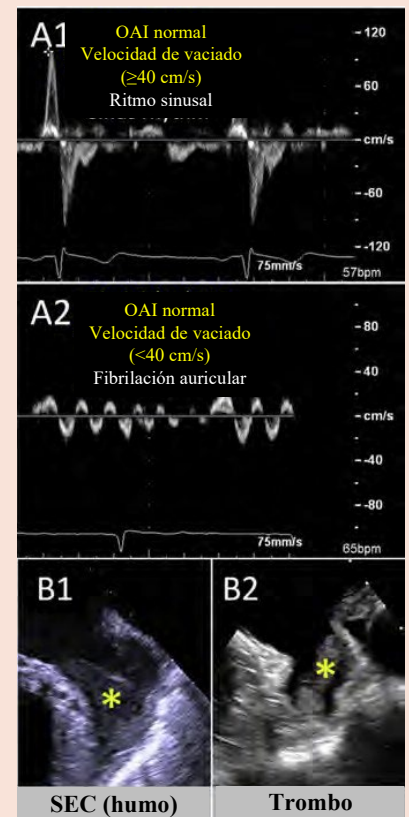 A1
OAI normal
Velocidad de vaciado
(≥40 cm/s)
Ritmo sinusal
120
60
cm/s
-60
-120
75mm/s
57bpm
A2
OAI normal
Velocidad de vaciado
(<40 cm/s)
Fibrilación auricular
80
40
cm/s
-40
-80
75mm/s
65bpm
B1
B2
*
*
SEC (humo)
Trombo